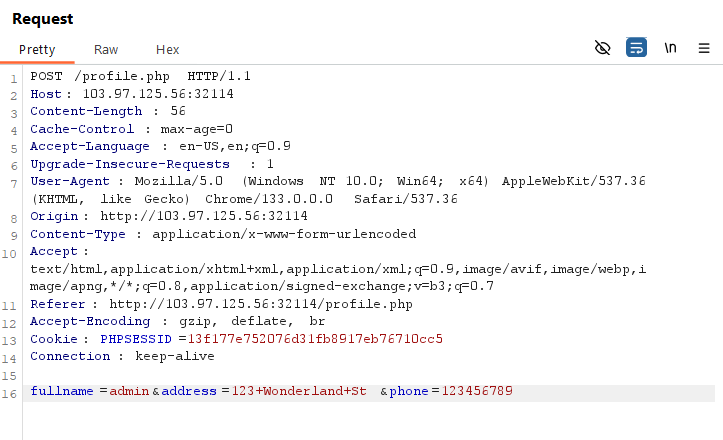 Request
Pretty Raw Hex
\n
1 POST /profile.php HTTP/1.1
2 Host: 103.97.125.56:32114
3 Content-Length : 56
4 Cache-Control : max-age=0
5 Accept-Language : en-US,en;q=0.9
6 Upgrade-Insecure-Requests : 1
7 User-Agent : Mozilla/5.0 (Windows NT 10.0; Win64; x64) AppleWebKit/537.36
(KHTML, like Gecko) Chrome/133.0.0.0 Safari/537.36
8 Origin : http://103.97.125.56:32114
9 Content-Type : application/x-www-form-urlencoded
10 Accept :
text/html,application/xhtml+xml,application/xml;q=0.9,image/avif,image/webp,i
mage/apng,*/*;q=0.8,application/signed-exchange;v=b3;q=0.7
11 Referer : http://103.97.125.56:32114/profile.php
12 Accept-Encoding : gzip, deflate, br
13 Cookie : PHPSESSID =13f177e752076d31fb8917eb76710cc5
14 Connection : keep-alive
15
16 fullname =admin&address =123+Wonderland+St &phone=123456789